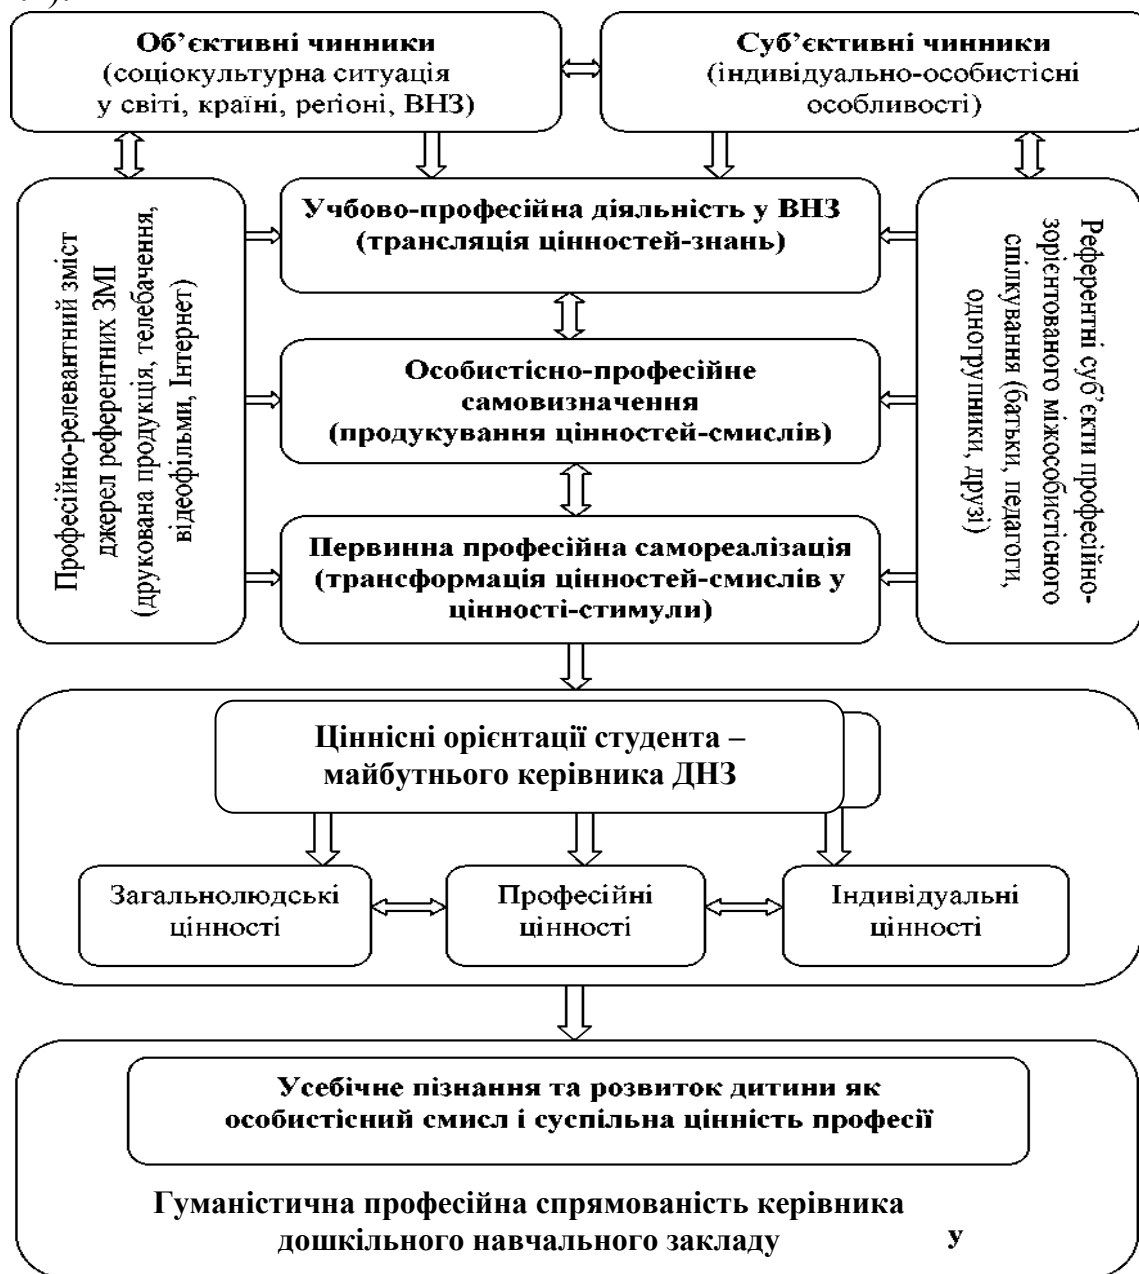 Об’єктивні чинники
(соціокультурна ситуація
у світі, країні, регіоні, ВНЗ)
Суб’єктивні чинники
(індивідуально-особистісні
особливості)
Професійно-релевантний зміст
джерел референтних ЗМІ
(друкована продукція, телебачення,
відеофільми, Інтернет)
Учбово-професійна діяльність у ВНЗ
(трансляція цінностей-знань)
Особистісно-професійне
самовизначення
(продукування цінностей-смислів)
Первинна професійна самореалізація
(трансформація цінностей-смислів у
цінності-стимули)
Референтні суб’єкти професійно-
зорієнтованого міжособистісного
спілкування (батьки, педагоги,
одногрупники, друзі)
Ціннісні орієнтації студента –
майбутнього керівника ДНЗ
Загальнолюдські
цінності
Професійні
цінності
Індивідуальні
цінності
Усебічне пізнання та розвиток дитини як
особистісний смисл і суспільна цінність професії
Гуманістична професійна спрямованість керівника
дошкільного навчального закладу у